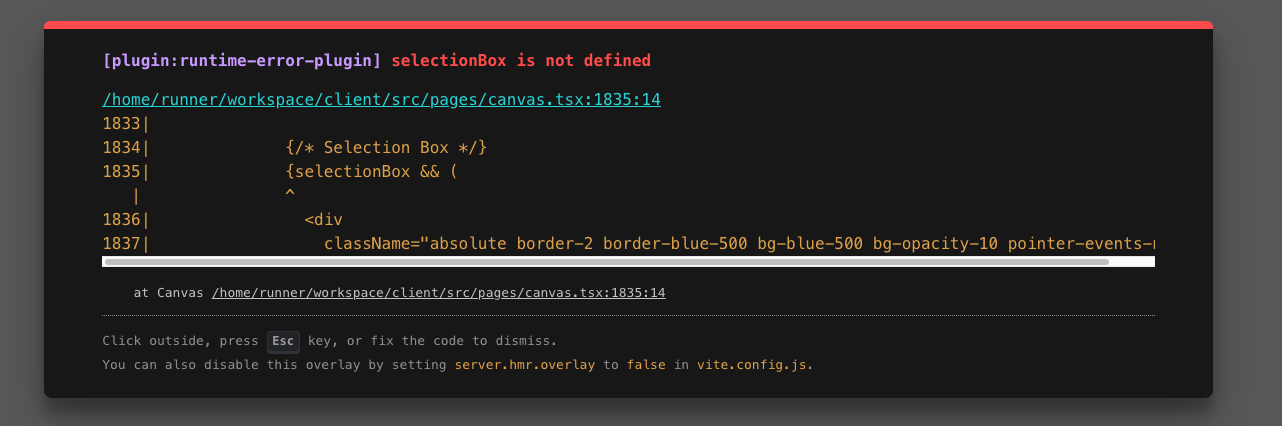 [plugin:runtime-error-plugin] selectionBox is not defined
/home/runner/workspace/client/src/pages/canvas.tsx:1835:14
1833|
1834|              {/* Selection Box */}
1835|              {selectionBox && (
   |               ^
1836|                <div
1837|                  className="absolute border-2 border-blue-500 bg-blue-500 bg-opacity-10 pointer-events-
at Canvas /home/runner/workspace/client/src/pages/canvas.tsx:1835:14
Click outside, press Esc key, or fix the code to dismiss.
You can also disable this overlay by setting server.hmr.overlay to false in vite.config.js.